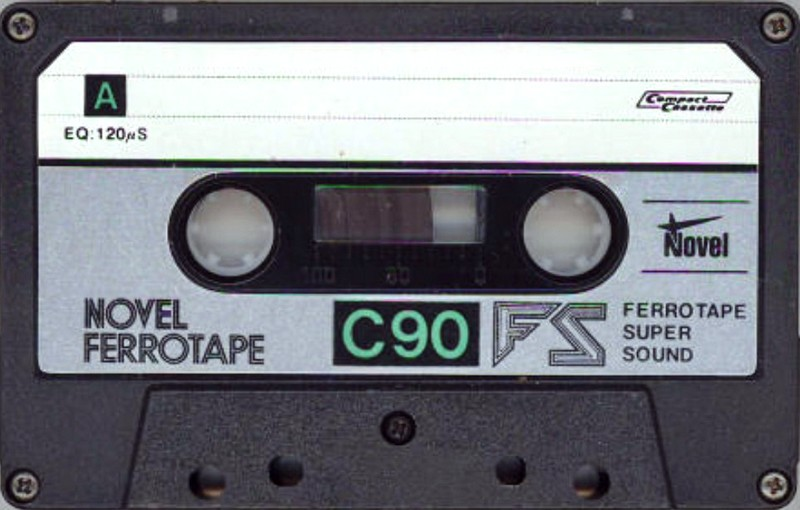 A
Compact
Cassette
EQ:120μS
Novel
100 50 0
NOVEL
FERROTAPE
C90
FS
FERROTAPE
SUPER
SOUND